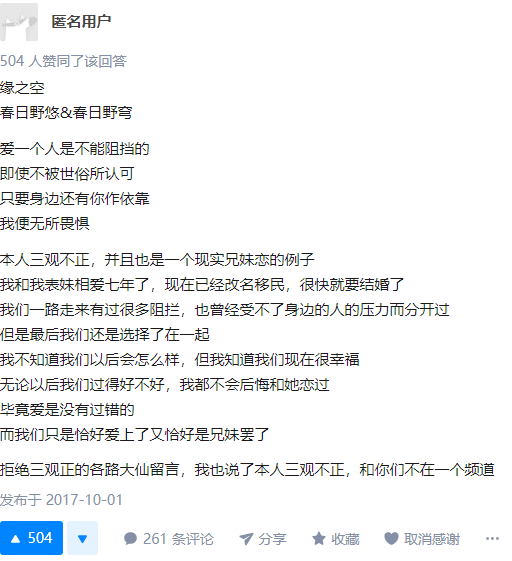 匿名用户
504 人赞同了该回答
缘之空
春日野悠&春日野穹
爱一个人是不能阻挡的
即使不被世俗所认可
只要身边还有你作依靠
我便无所畏惧
本人三观不正，并且也是一个现实兄妹恋的例子
我和我表妹相爱七年了，现在已经改名移民，很快就要结婚了
我们一路走来有过很多阻拦，也曾经受不了身边的人的压力而分开过
但是最后我们还是选择了在一起
我不知道我们以后会怎么样，但我知道我们现在很幸福
无论以后我们过得好不好，我都不会后悔和她恋过
毕竟爱是没有过错的
而我们只是恰好爱上了又恰好是兄妹罢了
拒绝三观正的各路大仙留言，我也说了本人三观不正，和你们不在一个频道
发布于 2017-10-01
504 261 条评论 分享 收藏 取消感谢